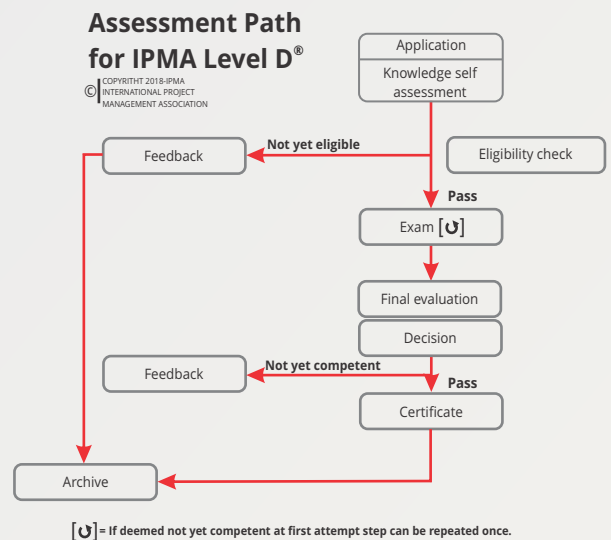 Assessment Path
for IPMA Level D®
© COPYRITHT 2018-IPMA
INTERNATIONAL PROJECT
MANAGEMENT ASSOCIATION
Application
Knowledge self
assessment
Not yet eligible
Feedback
Eligibility check
Pass
Exam [↺]
Final evaluation
Decision
Not yet competent
Feedback
Pass
Certificate
Archive
[↺] = If deemed not yet competent at first attempt step can be repeated once.